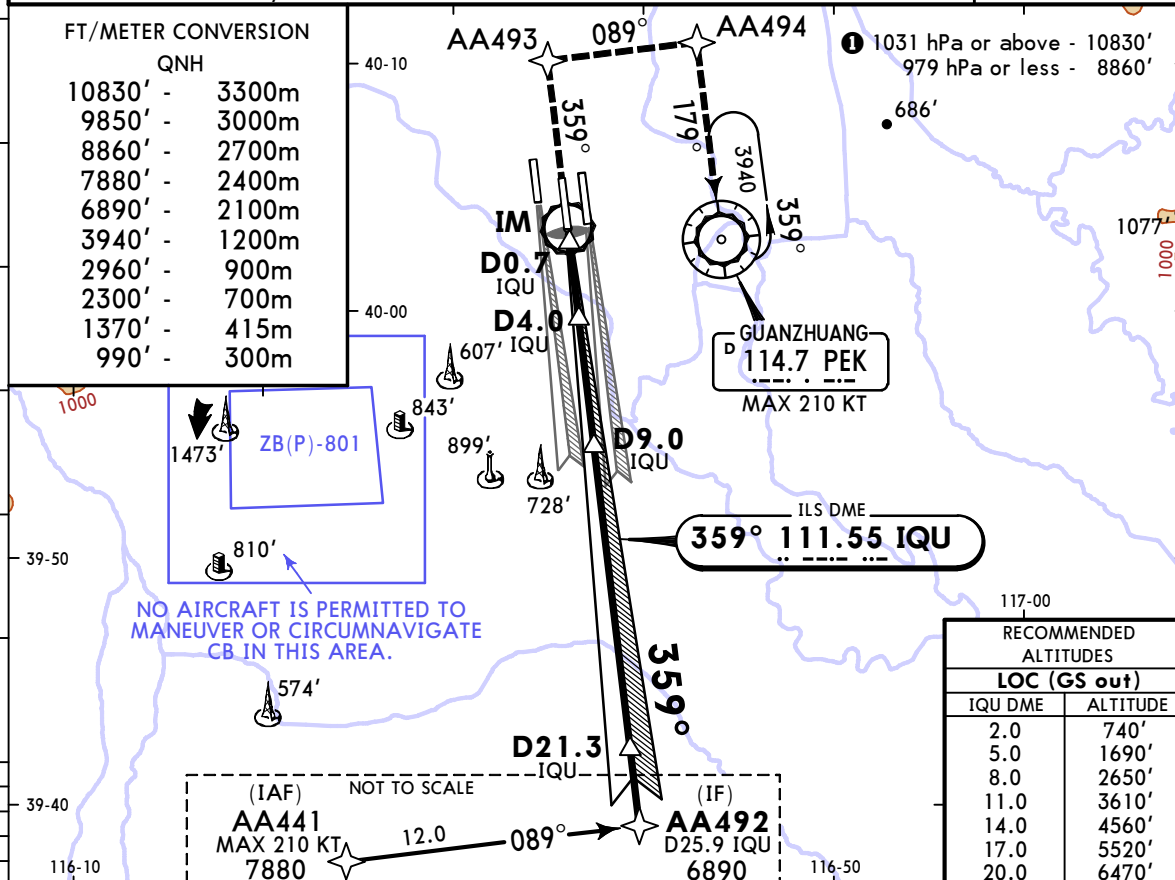 FT/METER CONVERSION
QNH
10830' - 3300m
9850' - 3000m
8860' - 2700m
7880' - 2400m
6890' - 2100m
3940' - 1200m
2960' - 900m
2300' - 700m
1370' - 415m
990' - 300m
AA493
089°
AA494
1 1031 hPa or above - 10830'
979 hPa or less - 8860'
40-10
359°
179°
686'
3940
359°
1077'
1000
IM
D0.7
IQU
D4.0
IQU
40-00
GUANZHUANG
D 114.7 PEK
MAX 210 KT
607'
1000
843'
1473'
ZB(P)-801
899'
728'
D9.0
IQU
ILS DME
359° 111.55 IQU
39-50
810'
NO AIRCRAFT IS PERMITTED TO
MANEUVER OR CIRCUMNAVIGATE
CB IN THIS AREA.
117-00
574'
359°
D21.3
IQU
RECOMMENDED
ALTITUDES
LOC (GS out)
IQU DME ALTITUDE
2.0 740'
5.0 1690'
8.0 2650'
11.0 3610'
14.0 4560'
17.0 5520'
20.0 6470'
39-40
NOT TO SCALE
(IAF)
AA441
MAX 210 KT
7880
12.0
089°
(IF)
AA492
D25.9 IQU
6890
116-10
116-50